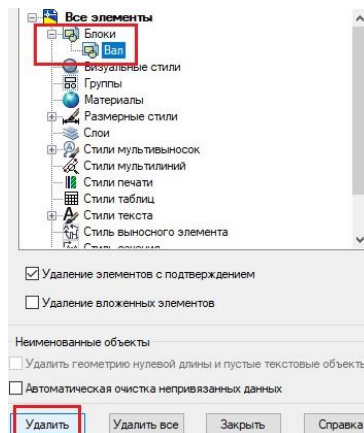 Все элементы
Блоки
Вал
Визуальные стили
Группы
Материалы
Размерные стили
Слои
Стили мультивыносок
Стили мультилиний
Стили печати
Стили таблиц
Стили текста
Стиль выносного элемента
Стиль сечения
Удаление элементов с подтверждением
Удаление вложенных элементов
Неименованные объекты
Удалить геометрию нулевой длины и пустые текстовые объекты
Автоматическая очистка непривязанных данных
Удалить Удалить все Закрыть Справка